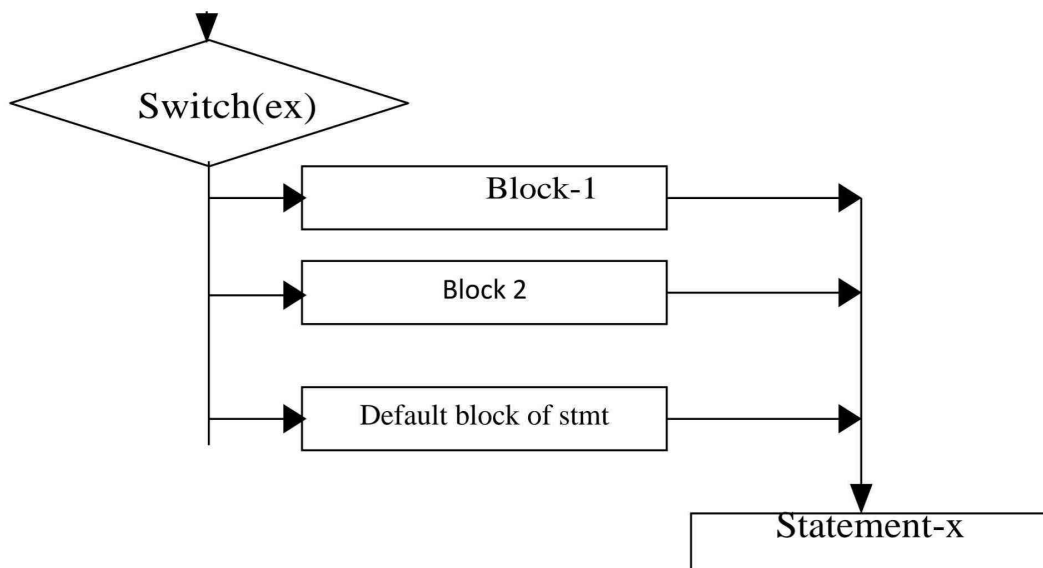 Switch(ex)
Block-1
Block 2
Default block of stmt
Statement-x